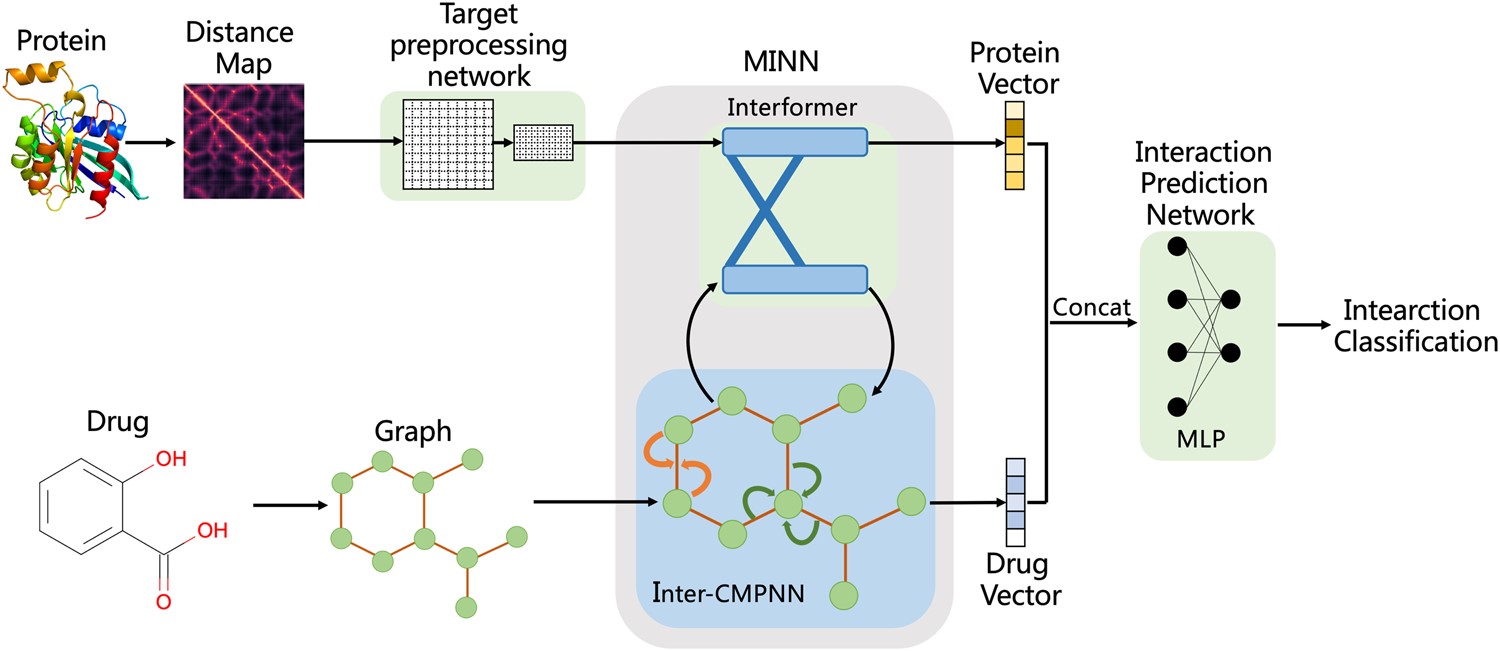 Protein
Distance
Map
Target
preprocessing
network
MINN
Interformer
Protein
Vector
Interaction
Prediction
Network
Concat
MLP
Intearction
Classification
Drug
OH
OH
O
Graph
Inter-CMPNN
Drug
Vector